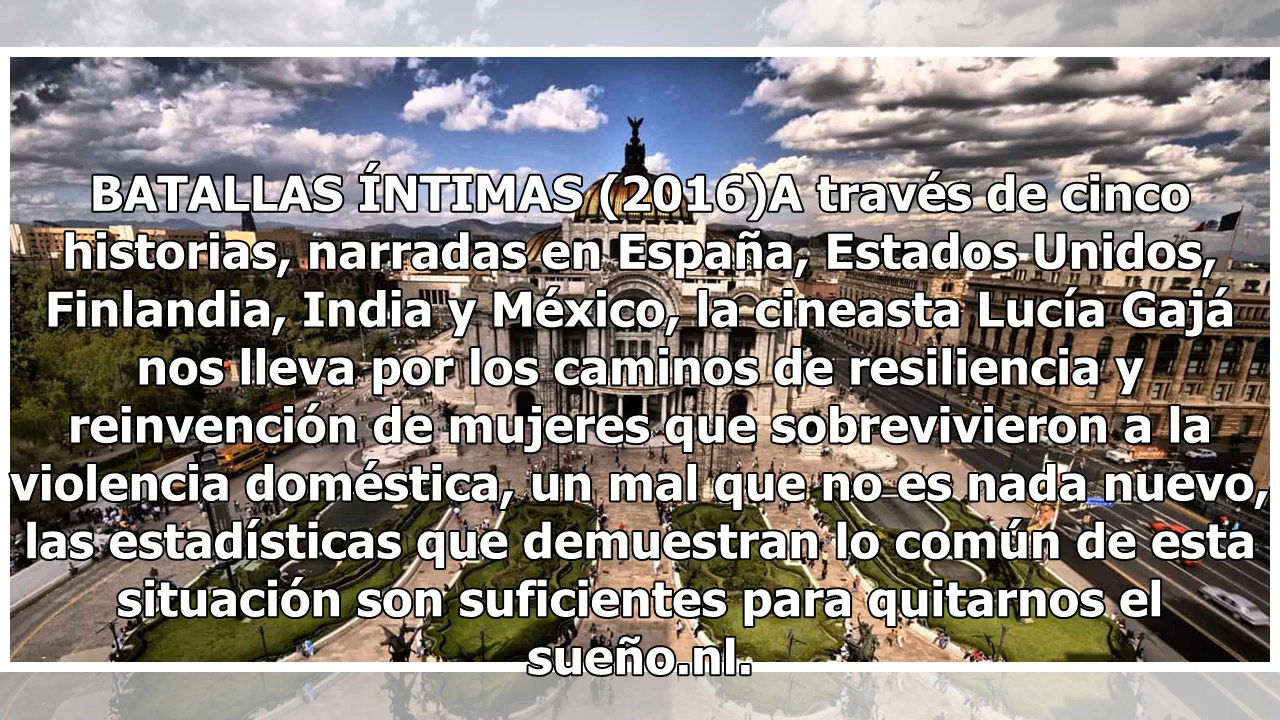 BATALLAS ÍNTIMAS (2016)A través de cinco
historias, narradas en España, Estados Unidos,
Finlandia, India y México, la cineasta Lucía Gajá
nos lleva por los caminos de resiliencia y
reinvención de mujeres que sobrevivieron a la
violencia doméstica, un mal que no es nada nuevo,
las estadísticas que demuestran lo común de esta
situación son suficientes para quitarnos el
sueño.nl.